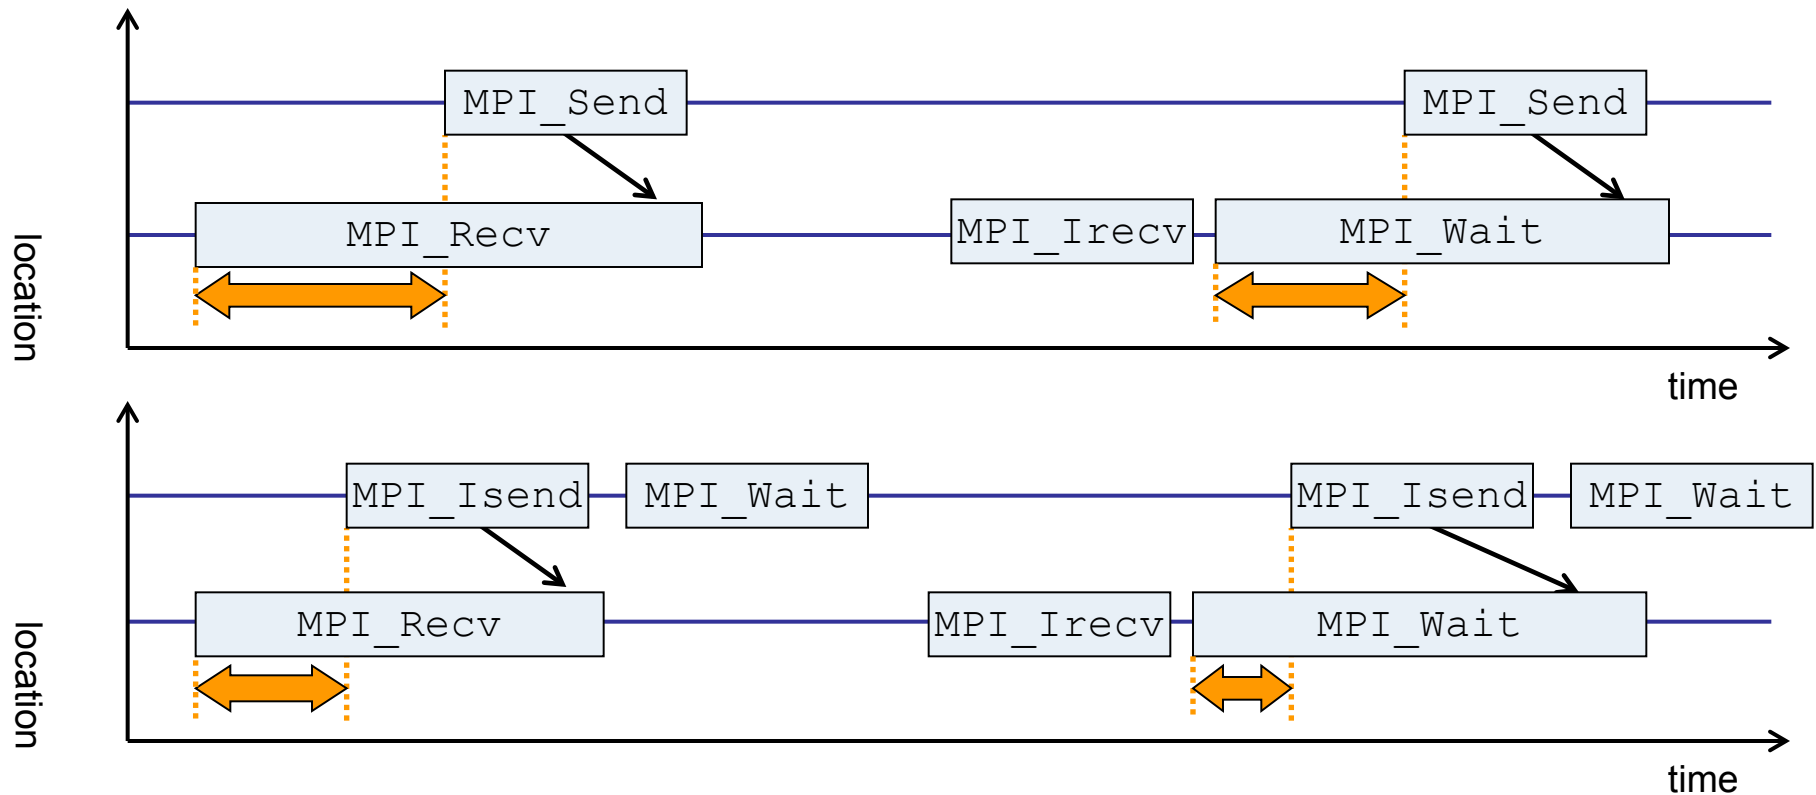 MPI_Send
MPI_Send
MPI_Recv
MPI_Irecv
MPI_Wait
location
time
MPI_Isend
MPI_Wait
MPI_Isend
MPI_Wait
MPI_Recv
MPI_Irecv
MPI_Wait
location
time